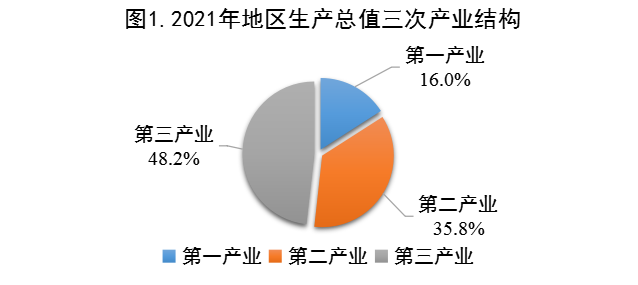 图1.2021年地区生产总值三次产业结构
第一产业
16.0%
第三产业
48.2%
第二产业
35.8%
第一产业 第二产业 第三产业